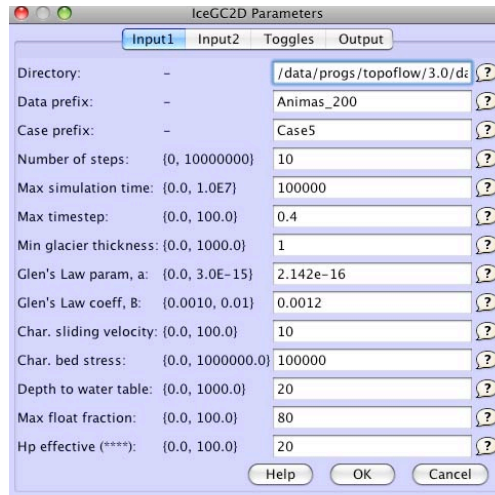 IceGC2D Parameters
Input1 Input2 Toggles Output
Directory: – /data/progs/topoflow/3.0/da ?
Data prefix: – Animas_200 ?
Case prefix: – Case5 ?
Number of steps: {0, 10000000} 10 ?
Max simulation time: {0.0, 1.0E7} 100000 ?
Max timestep: {0.0, 100.0} 0.4 ?
Min glacier thickness: {0.0, 1000.0} 1 ?
Glen's Law param, a: {0.0, 3.0E-15} 2.142e-16 ?
Glen's Law coeff, B: {0.0010, 0.01} 0.0012 ?
Char. sliding velocity: {0.0, 100.0} 10 ?
Char. bed stress: {0.0, 1000000.0} 100000 ?
Depth to water table: {0.0, 1000.0} 20 ?
Max float fraction: {0.0, 100.0} 80 ?
Hp effective (****): {0.0, 100.0} 20 ?
Help OK Cancel